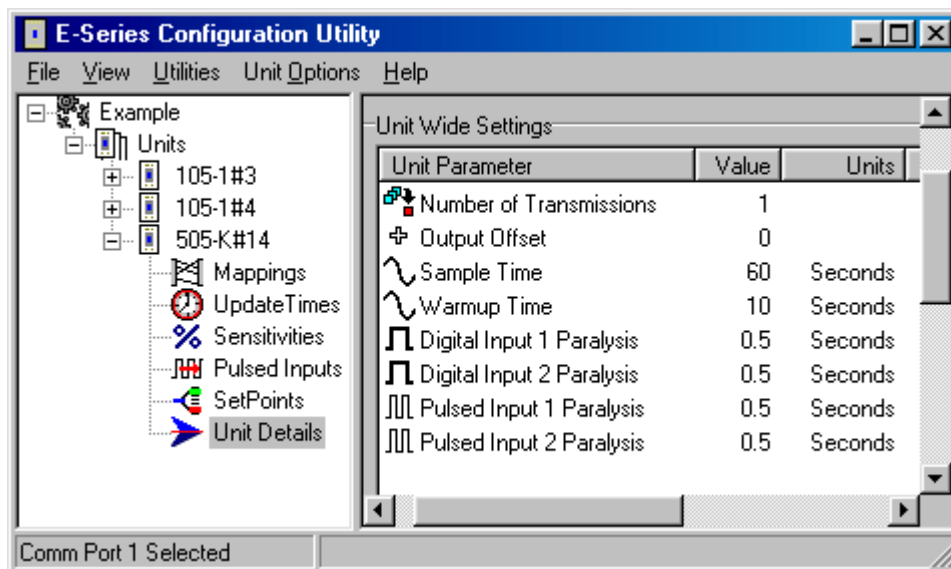 E-Series Configuration Utility
File View Utilities Unit Options Help
Example
Units
105-1#3
105-1#4
505-K#14
Mappings
UpdateTimes
Sensitivities
Pulsed Inputs
SetPoints
Unit Details
Unit Wide Settings
Unit Parameter Value Units
Number of Transmissions 1
Output Offset 0
Sample Time 60 Seconds
Warmup Time 10 Seconds
Digital Input 1 Paralysis 0.5 Seconds
Digital Input 2 Paralysis 0.5 Seconds
Pulsed Input 1 Paralysis 0.5 Seconds
Pulsed Input 2 Paralysis 0.5 Seconds
Comm Port 1 Selected